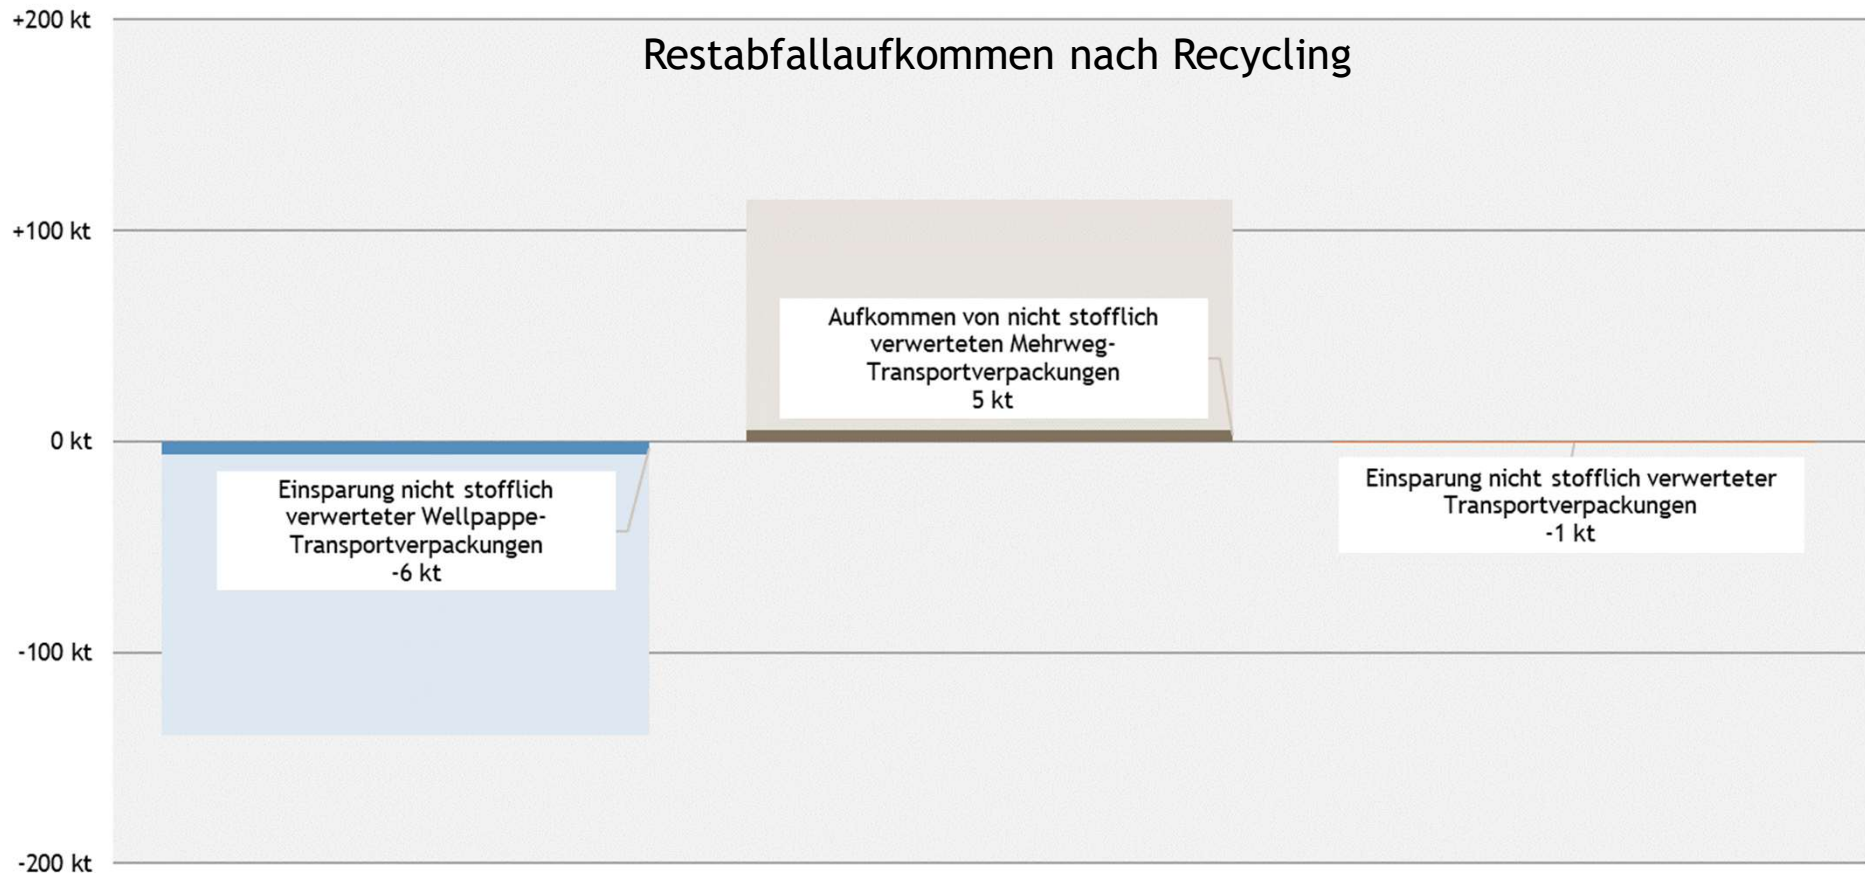 Restabfallaufkommen nach Recycling
+200 kt
+100 kt
0 kt
-100 kt
-200 kt
Einsparung nicht stofflich
verwerteter Wellpappe-
Transportverpackungen
-6 kt
Aufkommen von nicht stofflich
verwerteten Mehrweg-
Transportverpackungen
5 kt
Einsparung nicht stofflich verwerteter
Transportverpackungen
-1 kt